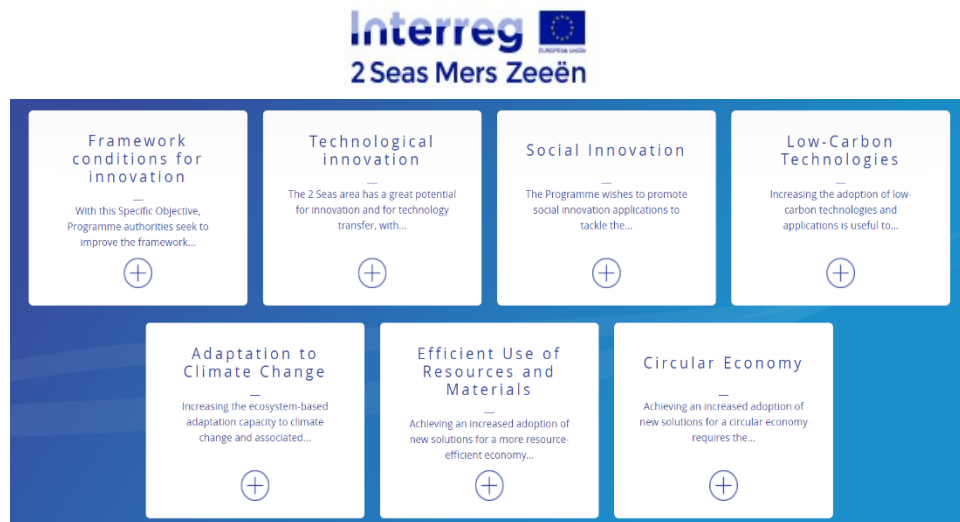 Interreg
EUROPEAN UNION
2 Seas Mers Zeeën
Framework
conditions for
innovation
With this Specific Objective,
Programme authorities seek to
improve the framework...
Technological
innovation
The 2 Seas area has a great potential
for innovation and for technology
transfer, with...
Social Innovation
The Programme wishes to promote
social innovation applications to
tackle the...
Low-Carbon
Technologies
Increasing the adoption of low-
carbon technologies and
applications is useful to...
Adaptation to
Climate Change
Increasing the ecosystem-based
adaptation capacity to climate
change and associated...
Efficient Use of
Resources and
Materials
Achieving an increased adoption of
new solutions for a more resource-
efficient economy...
Circular Economy
Achieving an increased adoption of
new solutions for a circular economy
requires the...